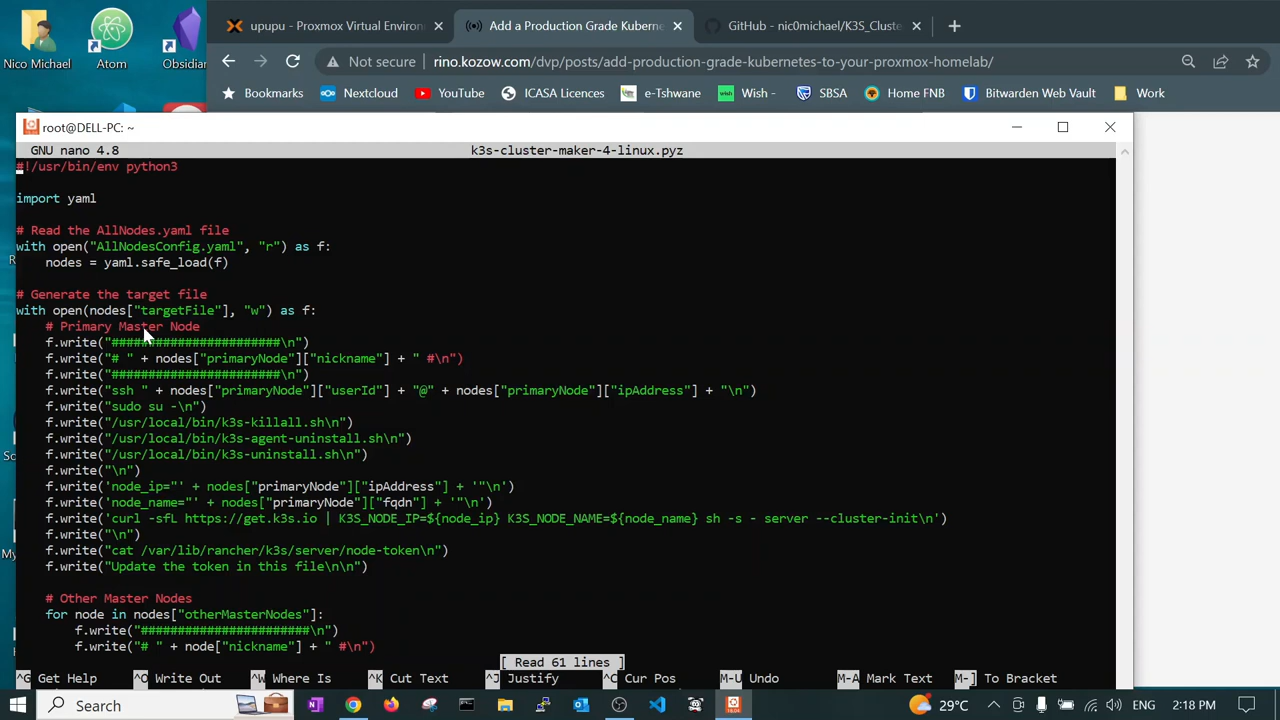 Nico Michael
Atom
Obsidian
upupu - Proxmox Virtual Environ
Add a Production Grade Kuberne
GitHub - nic0michael/K3S_Cluste
Not secure
rino.kozow.com/dvp/posts/add-production-grade-kubernetes-to-your-proxmox-homelab/
Bookmarks
Nextcloud
YouTube
ICASA Licences
e-Tshwane
Wish -
SBSA
Home FNB
Bitwarden Web Vault
Work
root@DELL-PC: ~
GNU nano 4.8
k3s-cluster-maker-4-linux.pyz
#!/usr/bin/env python3
import yaml
# Read the AllNodes.yaml file
with open("AllNodesConfig.yaml", "r") as f:
    nodes = yaml.safe_load(f)
# Generate the target file
with open(nodes["targetFile"], "w") as f:
    # Primary Master Node
    f.write("#######################\n")
    f.write("# " + nodes["primaryNode"]["nickname"] + " #\n")
    f.write("#######################\n")
    f.write("ssh " + nodes["primaryNode"]["userId"] + "@" + nodes["primaryNode"]["ipAddress"] + "\n")
    f.write("sudo su -\n")
    f.write("/usr/local/bin/k3s-killall.sh\n")
    f.write("/usr/local/bin/k3s-agent-uninstall.sh\n")
    f.write("/usr/local/bin/k3s-uninstall.sh\n")
    f.write("\n")
    f.write('node_ip="' + nodes["primaryNode"]["ipAddress"] + '"\n')
    f.write('node_name="' + nodes["primaryNode"]["fqdn"] + '"\n')
    f.write('curl -sfL https://get.k3s.io | K3S_NODE_IP=${node_ip} K3S_NODE_NAME=${node_name} sh -s - server --cluster-init\n')
    f.write("\n")
    f.write("cat /var/lib/rancher/k3s/server/node-token\n")
    f.write("Update the token in this file\n\n")
    # Other Master Nodes
    for node in nodes["otherMasterNodes"]:
        f.write("#######################\n")
        f.write("# " + node["nickname"] + " #\n")
[ Read 61 lines ]
^G Get Help
^O Write Out
^W Where Is
^K Cut Text
^J Justify
^C Cur Pos
M-U Undo
M-A Mark Text
M-] To Bracket
Search
29°C
ENG
2:18 PM